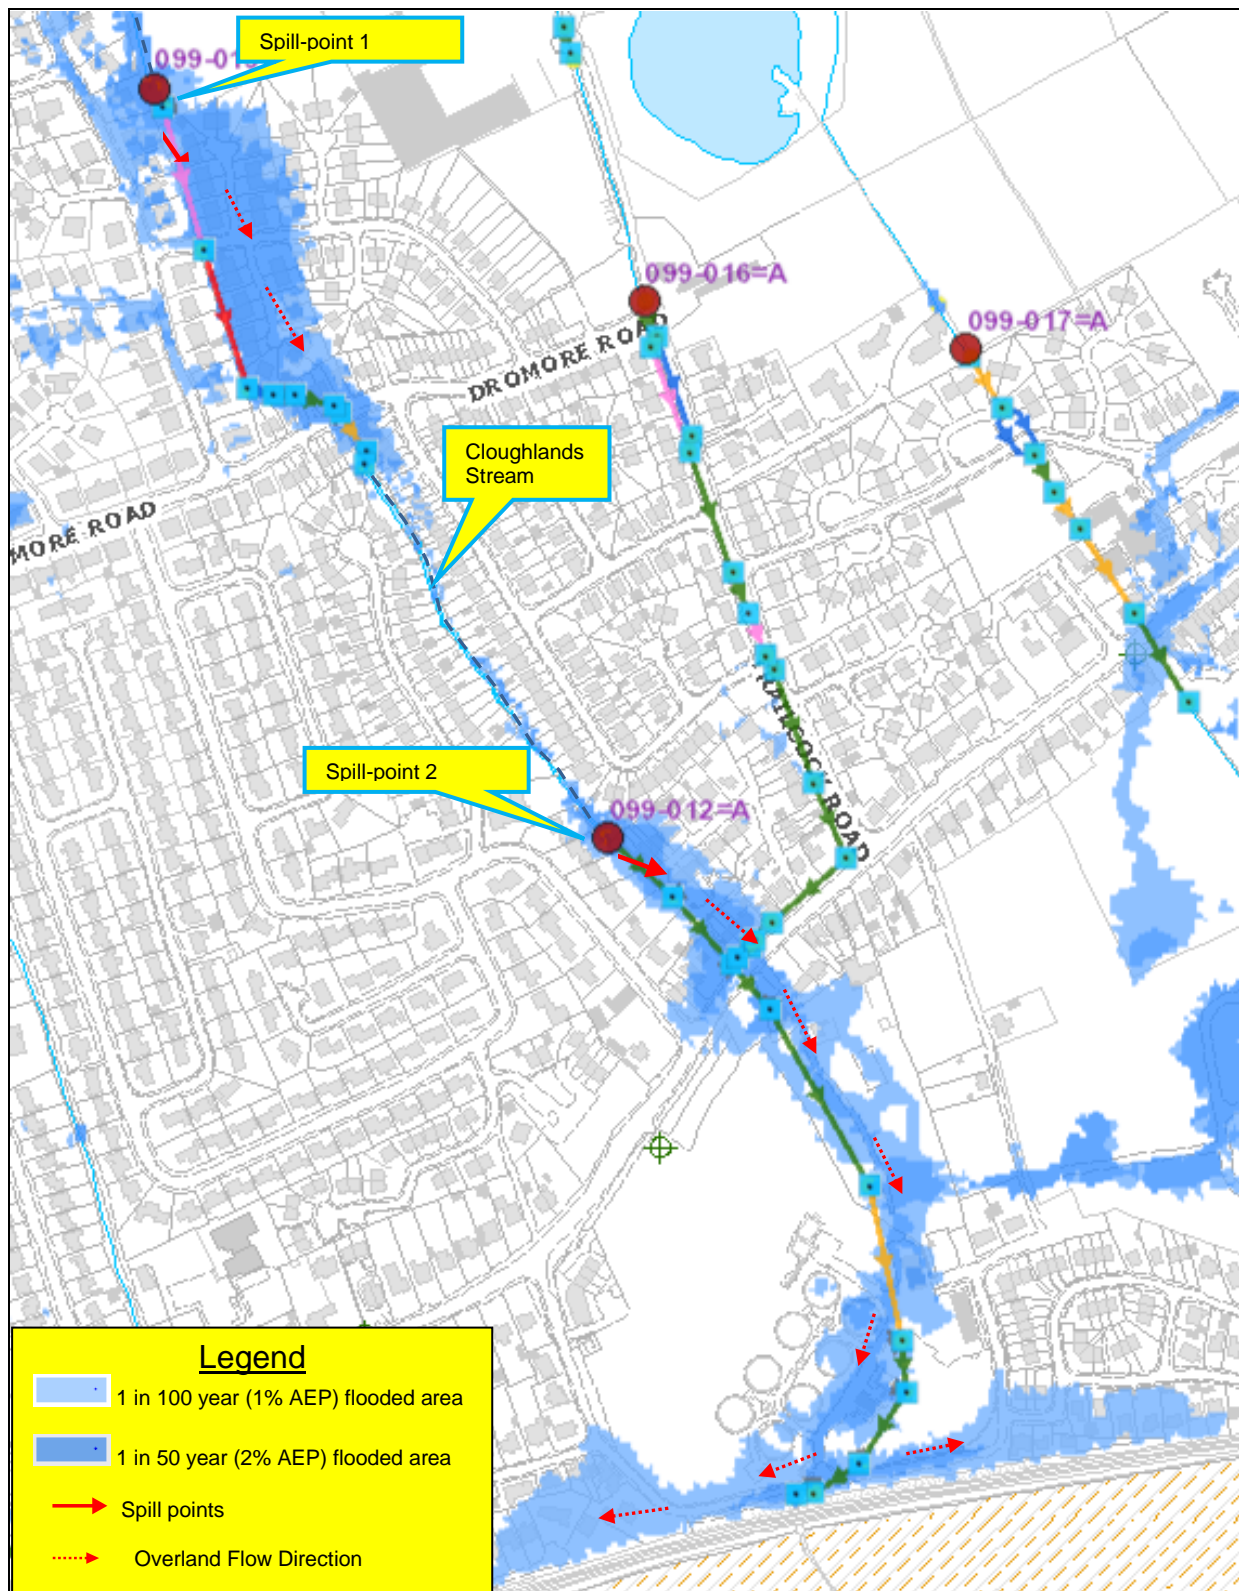 Spill-point 1
099-016=A
DROMORE ROAD
099-017=A
Cloughlands
Stream
MORE ROAD
COCK ROAD
Spill-point 2
099-012=A
Legend
1 in 100 year (1% AEP) flooded area
1 in 50 year (2% AEP) flooded area
Spill points
Overland Flow Direction